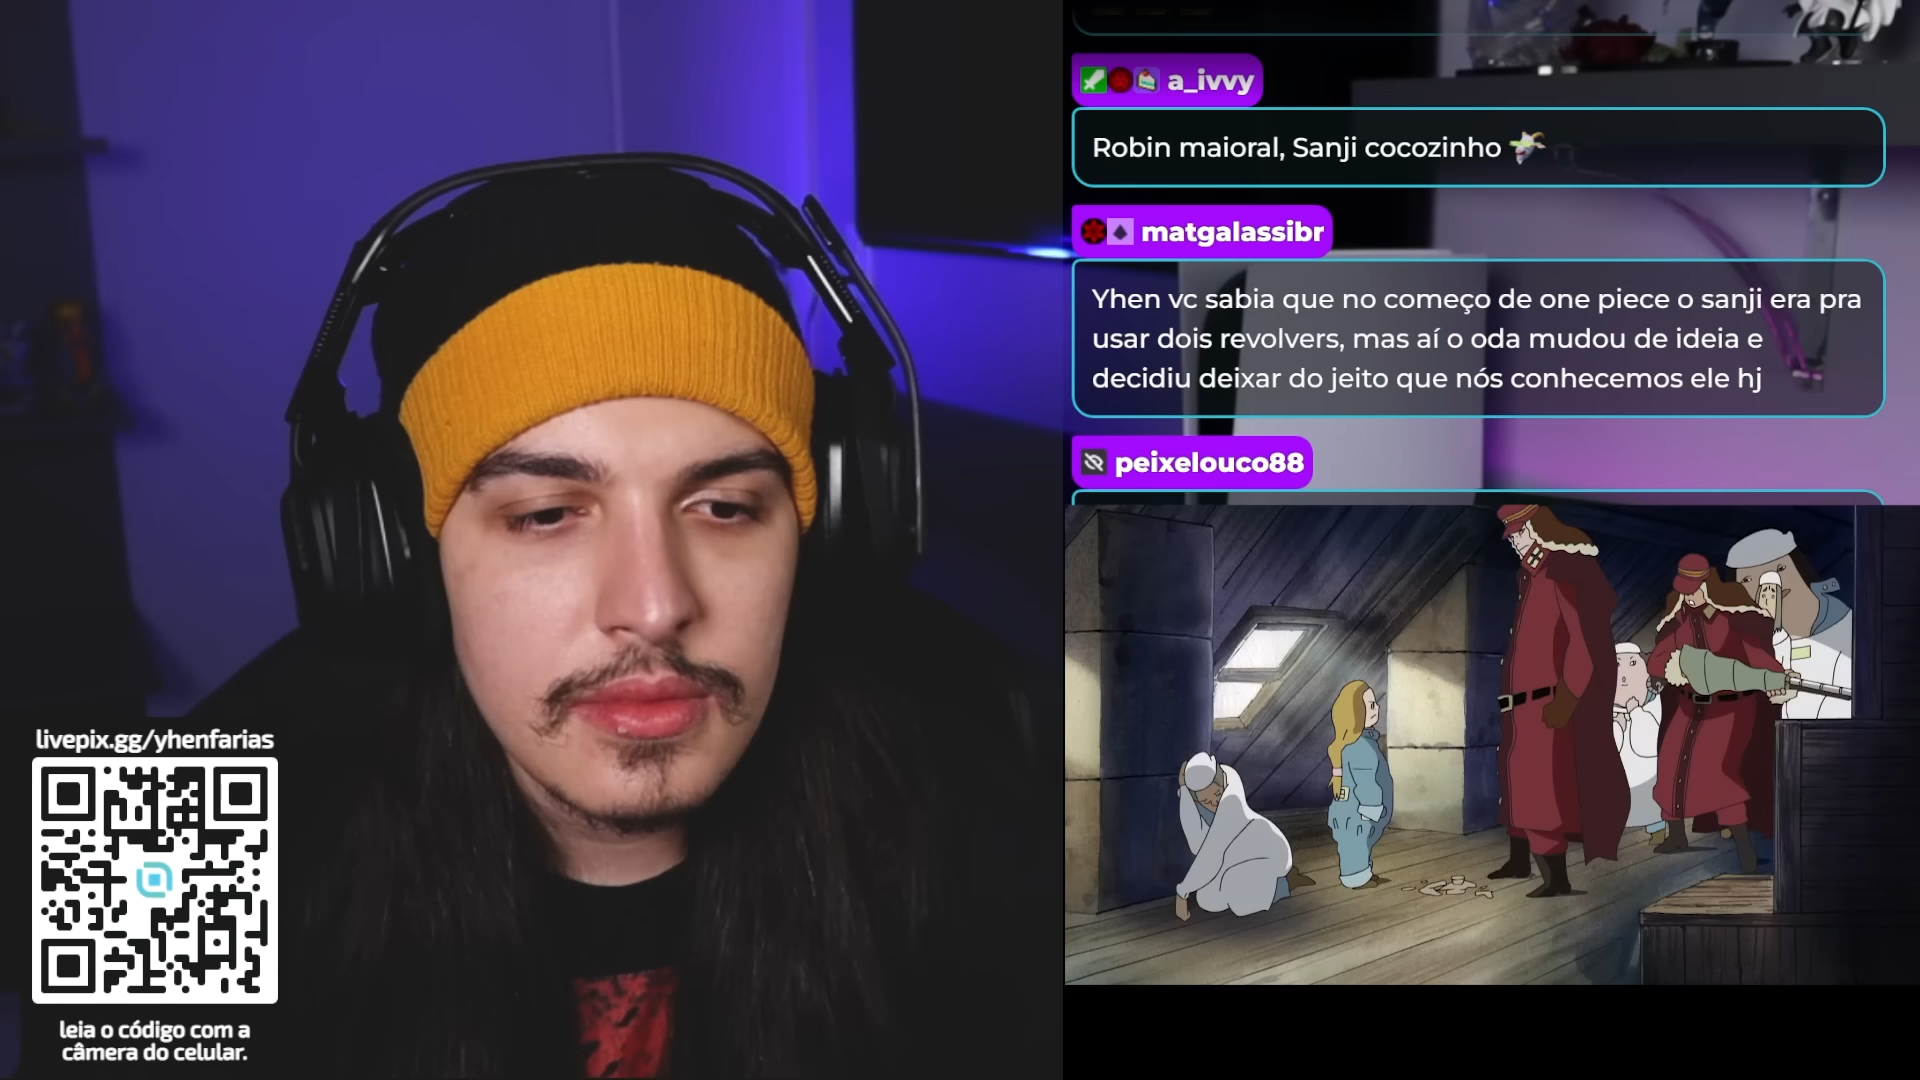 a_ivvy
Robin maioral, Sanji cocozinho
matgalassibr
Yhen vc sabia que no começo de one piece o sanji era pra
usar dois revolvers, mas aí o oda mudou de ideia e
decidiu deixar do jeito que nós conhecemos ele hj
peixelouco88
livepix.gg/yhenfarias
leia o código com a
câmera do celular.